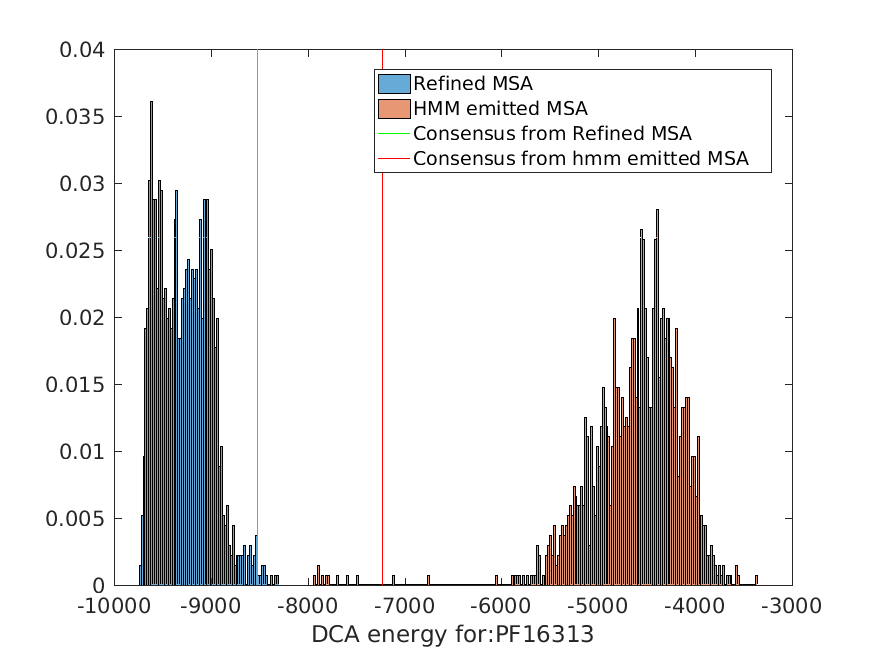 0.04
0.035
0.03
0.025
0.02
0.015
0.01
0.005
0
Refined MSA
HMM emitted MSA
Consensus from Refined MSA
Consensus from hmm emitted MSA
-10000 -9000 -8000 -7000 -6000 -5000 -4000 -3000
DCA energy for:PF16313